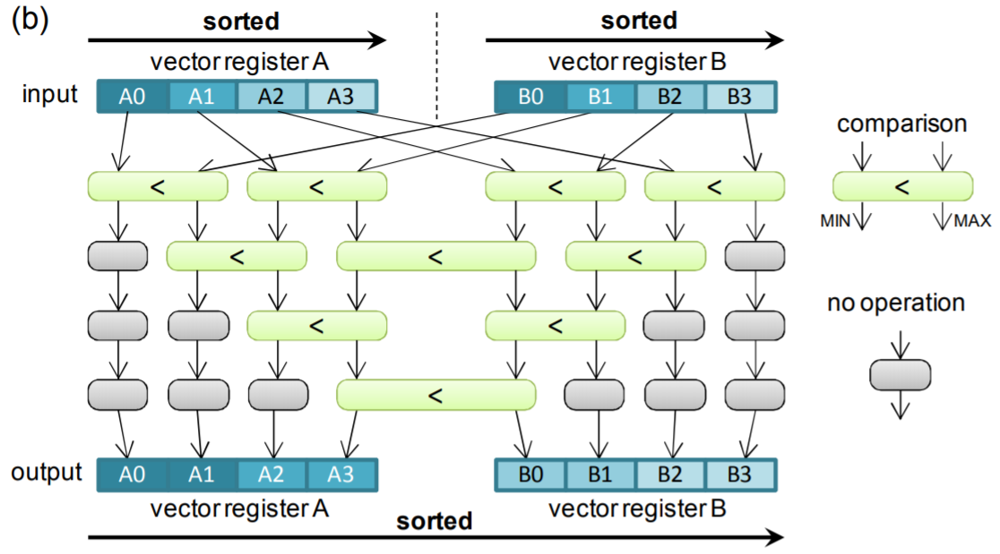 (b)
sorted sorted
vector register A vector register B
input A0 A1 A2 A3 B0 B1 B2 B3
comparison
< < < < <
MIN MAX
< < <
no operation
< <
<
output A0 A1 A2 A3 B0 B1 B2 B3
vector register A vector register B
sorted